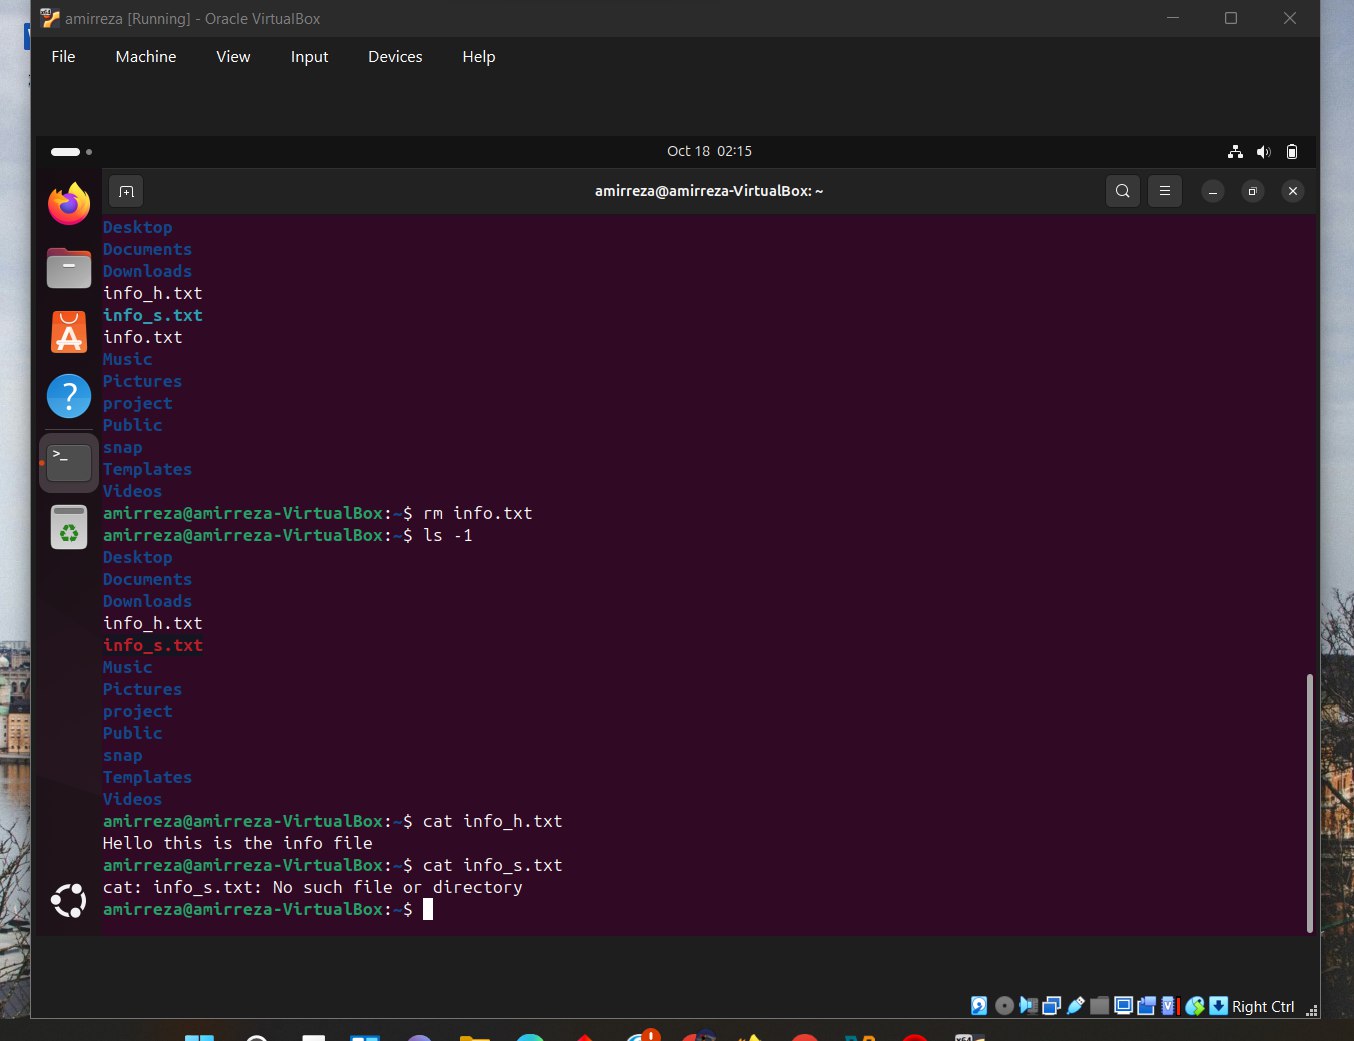 amirreza [Running] - Oracle VirtualBox
File Machine View Input Devices Help
Oct 18 02:15
amirreza@amirreza-VirtualBox: ~
Desktop
Documents
Downloads
info_h.txt
info_s.txt
info.txt
Music
Pictures
project
Public
snap
Templates
Videos
amirreza@amirreza-VirtualBox:~$ rm info.txt
amirreza@amirreza-VirtualBox:~$ ls -1
Desktop
Documents
Downloads
info_h.txt
info_s.txt
Music
Pictures
project
Public
snap
Templates
Videos
amirreza@amirreza-VirtualBox:~$ cat info_h.txt
Hello this is the info file
amirreza@amirreza-VirtualBox:~$ cat info_s.txt
cat: info_s.txt: No such file or directory
amirreza@amirreza-VirtualBox:~$
Right Ctrl